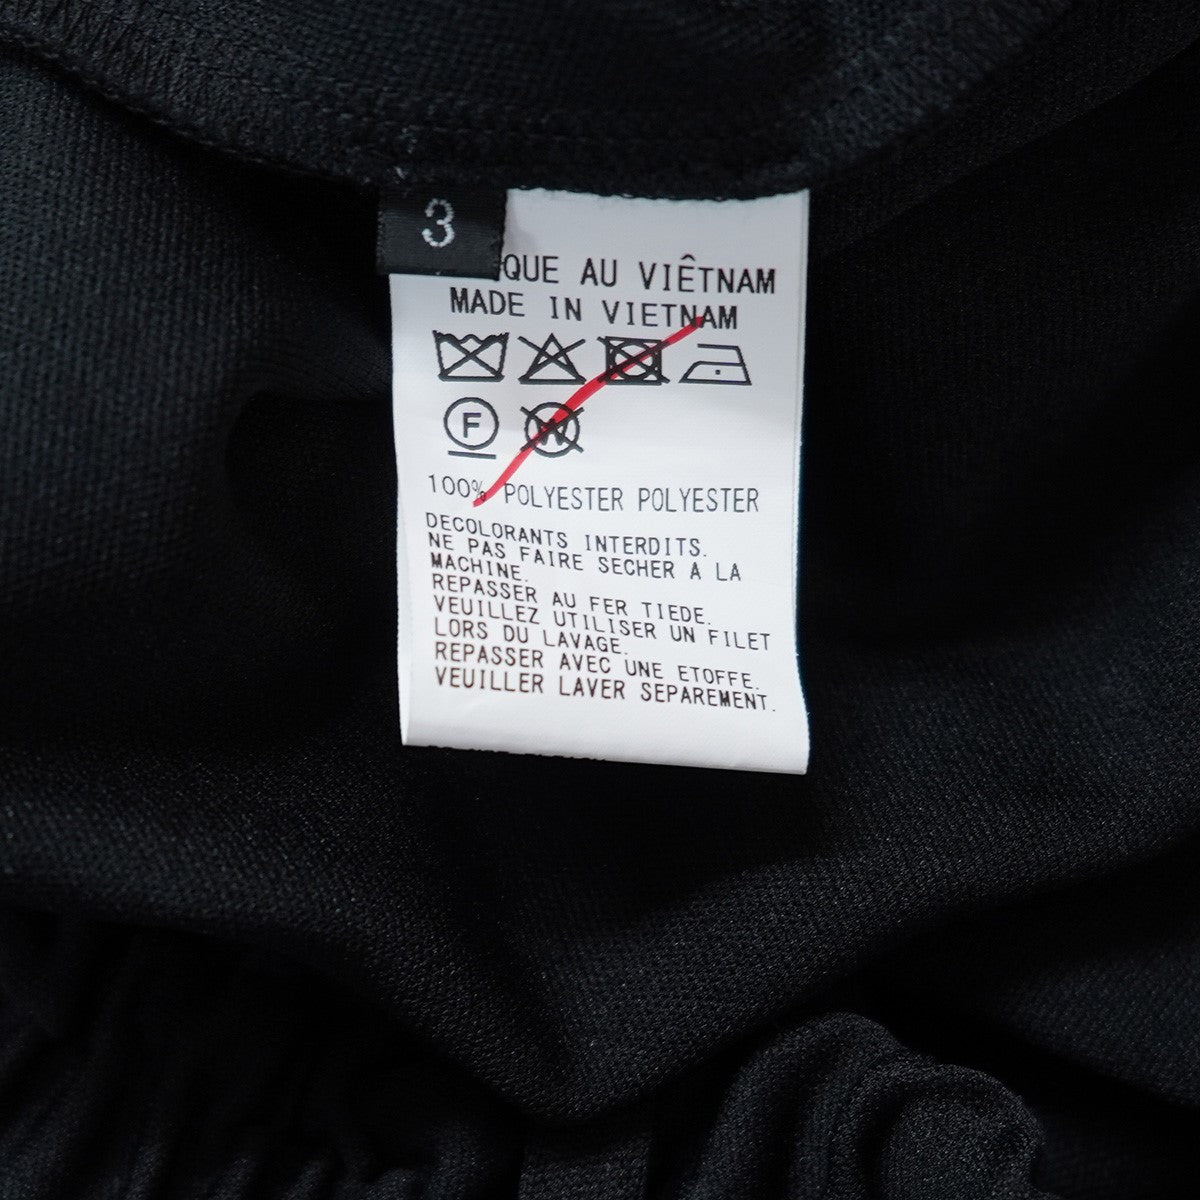 3
QUE AU VIÊTNAM
MADE IN VIETNAM
F
W
100% POLYESTER POLYESTER
DECOLORANTS INTERDITS.
NE PAS FAIRE SECHER A LA
MACHINE.
REPASSER AU FER TIEDE.
VEUILLEZ UTILISER UN FILET
LORS DU LAVAGE.
REPASSER AVEC UNE ETOFFE.
VEUILLER LAVER SEPAREMENT.